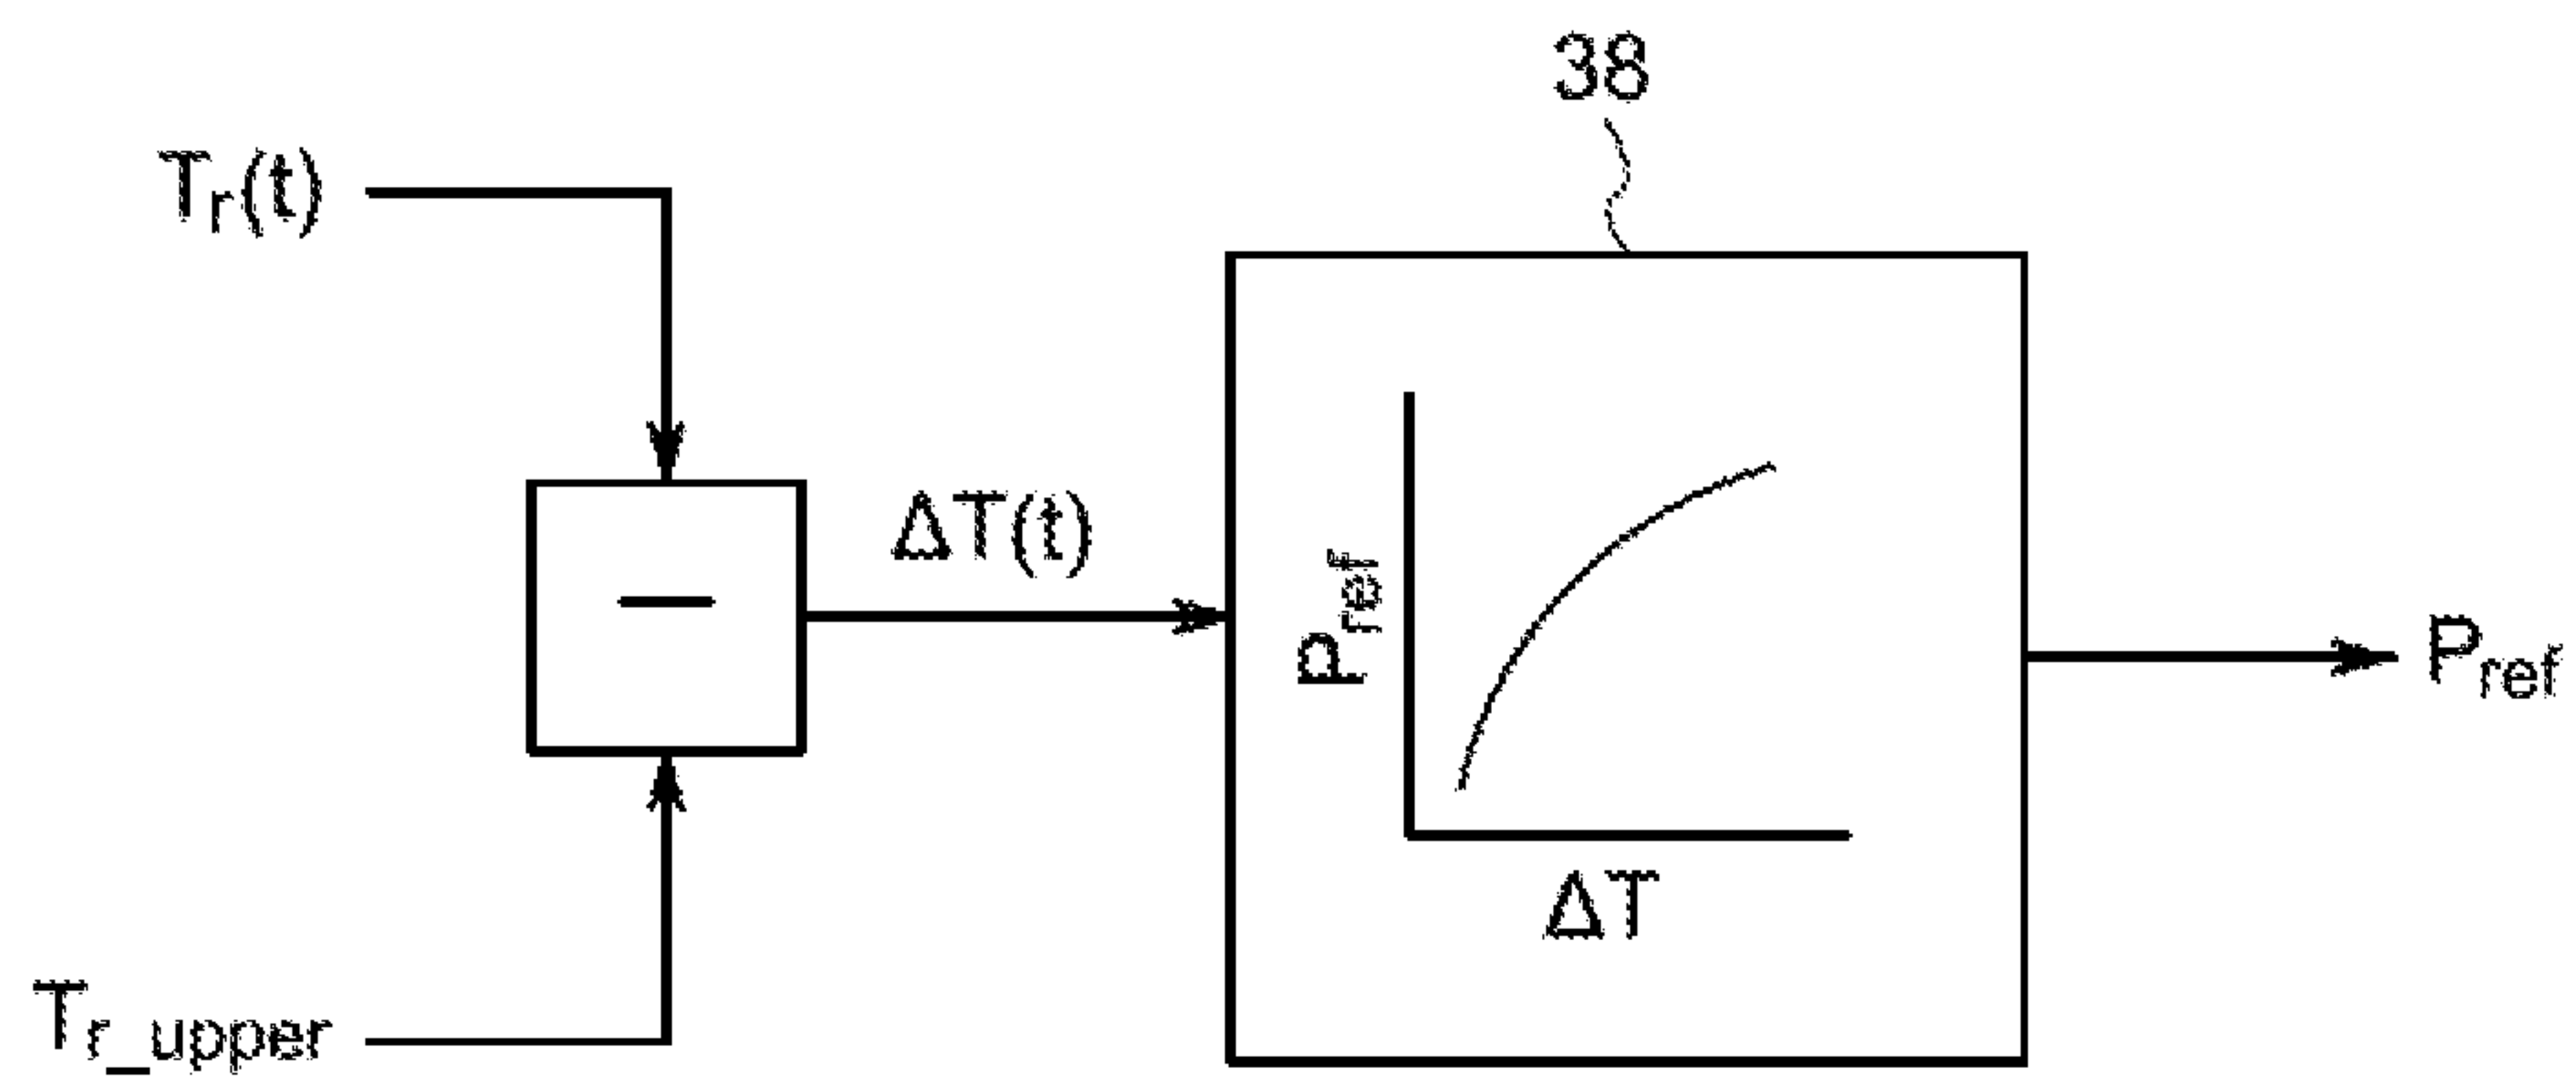 38
Tr(t)
ΔT(t)
—
Pref
ΔT
Pref
Tr_upper